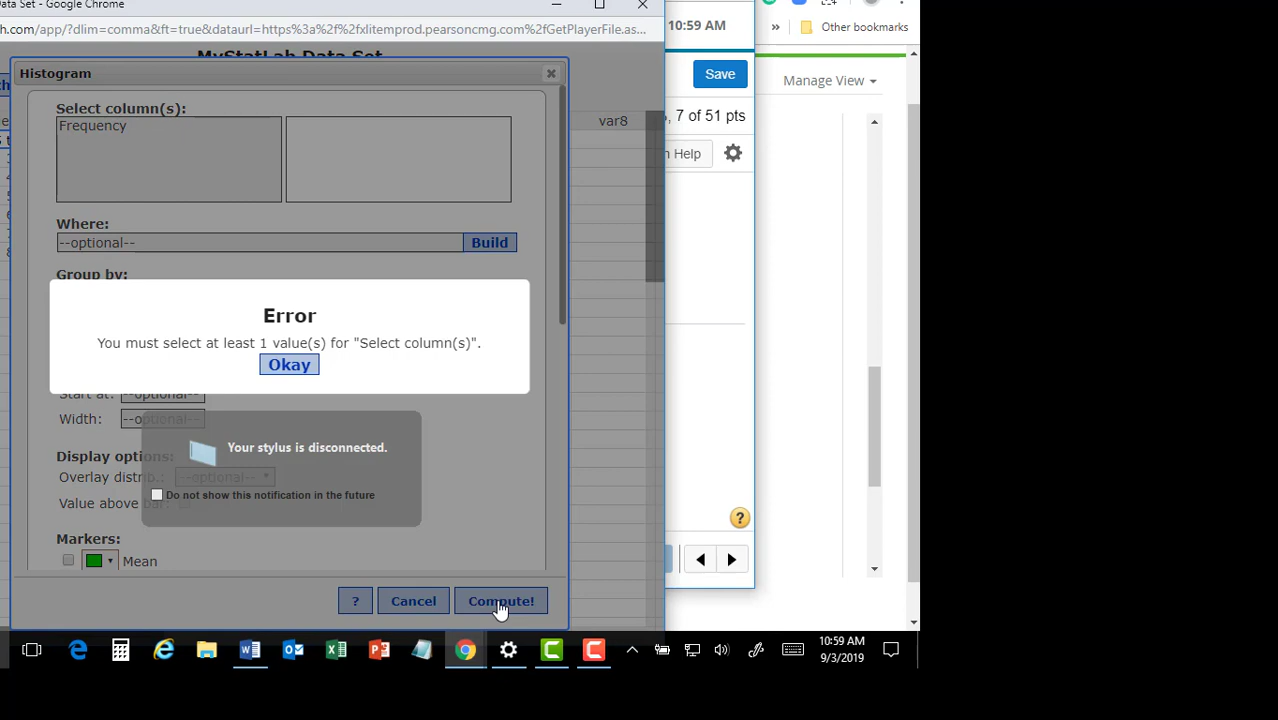 Data Set - Google Chrome
h.com/app/?dlim=comma&ft=true&dataurl=https%3a%2f%2fxlitemprod.pearsoncmg.com%2fGetPlayerFile.as...
MyStatLab Data Set
Histogram
Select column(s):
Frequency
Where:
--optional--
Build
Group by:
Error
You must select at least 1 value(s) for "Select column(s)".
Okay
Start at:
--optional--
Width:
--optional--
Your stylus is disconnected.
Do not show this notification in the future
Display options:
Overlay distrib.:
--optional--
Value above bar:
Markers:
Mean
?
Cancel
Compute!
var8
10:59 AM
Save
, 7 of 51 pts
Help
?
»
Other bookmarks
Manage View
10:59 AM
9/3/2019